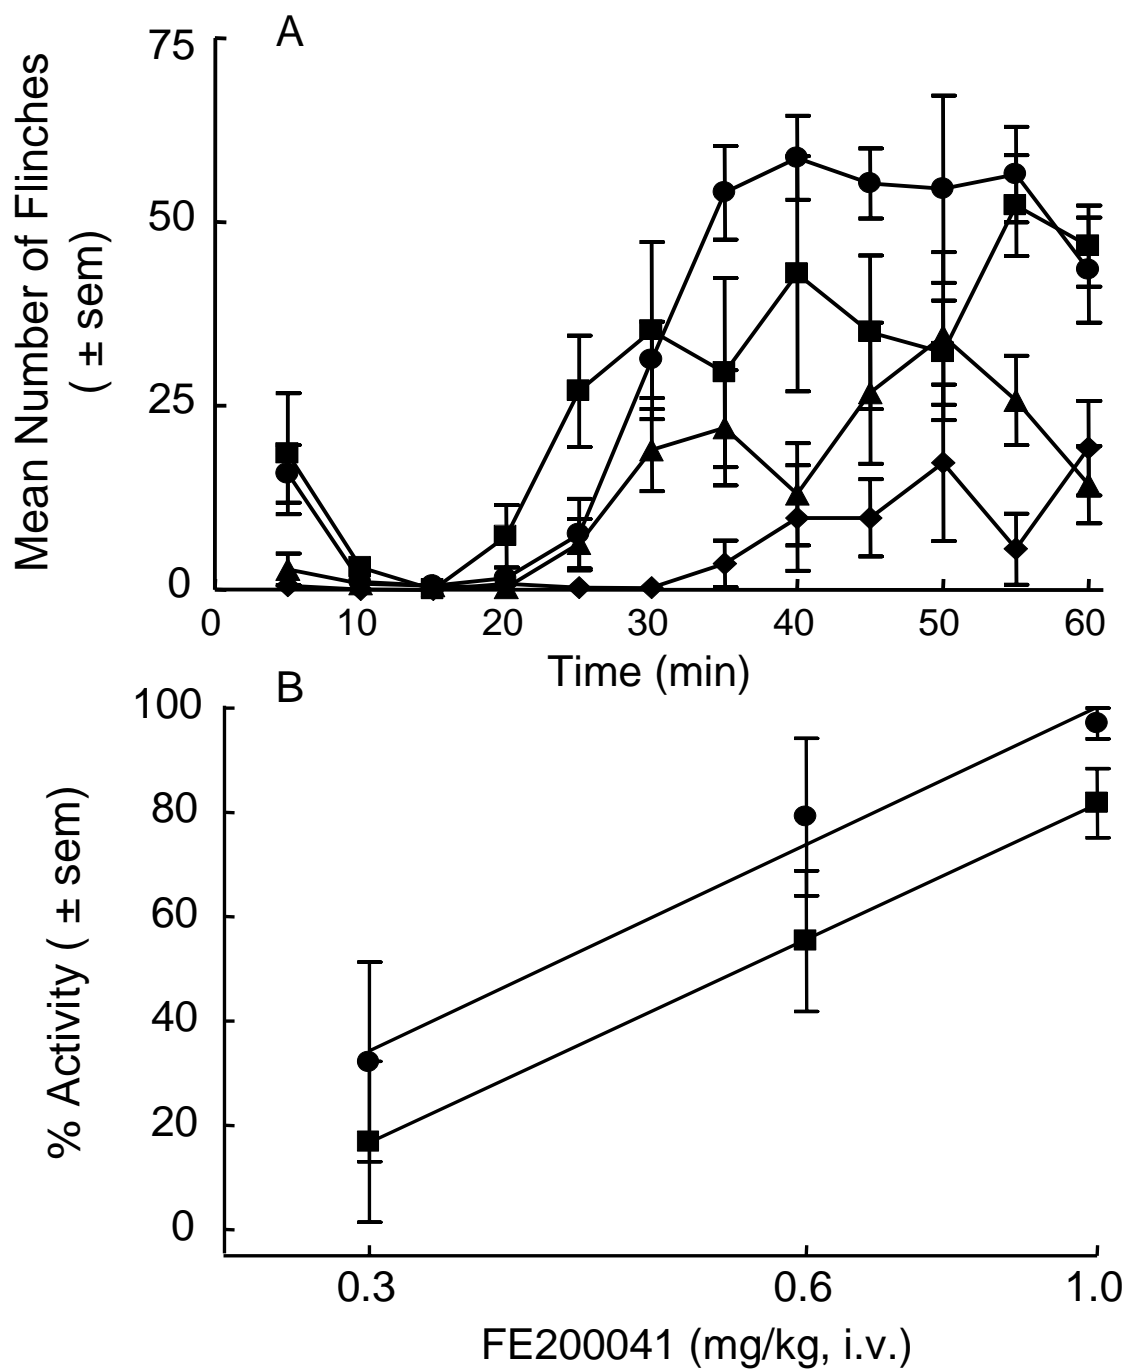 A
75
50
25
0
Mean Number of Flinches
( ± sem)
0 10 20 30 40 50 60
Time (min)
B
100
80
60
40
20
0
% Activity ( ± sem)
0.3 0.6 1.0
FE200041 (mg/kg, i.v.)